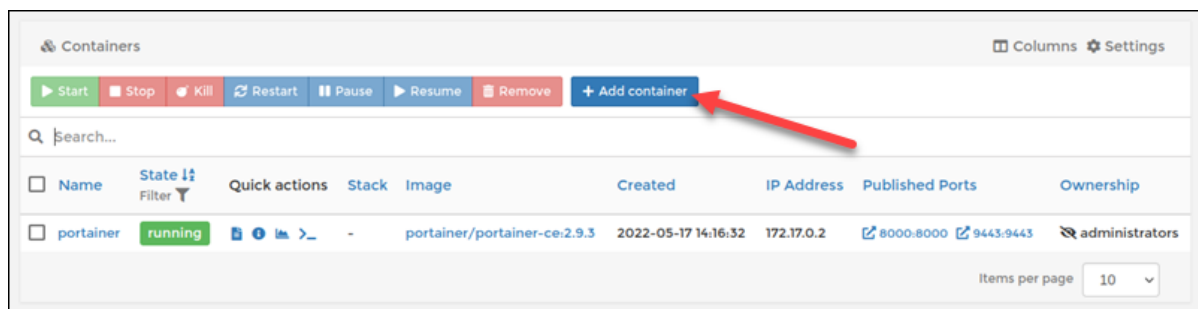 Containers Columns Settings
Start Stop Kill Restart Pause Resume Remove + Add container
Search...
Name State Filter Quick actions Stack Image Created IP Address Published Ports Ownership
portainer running - portainer/portainer-ce:2.9.3 2022-05-17 14:16:32 172.17.0.2 8000:8000 9443:9443 administrators
Items per page 10